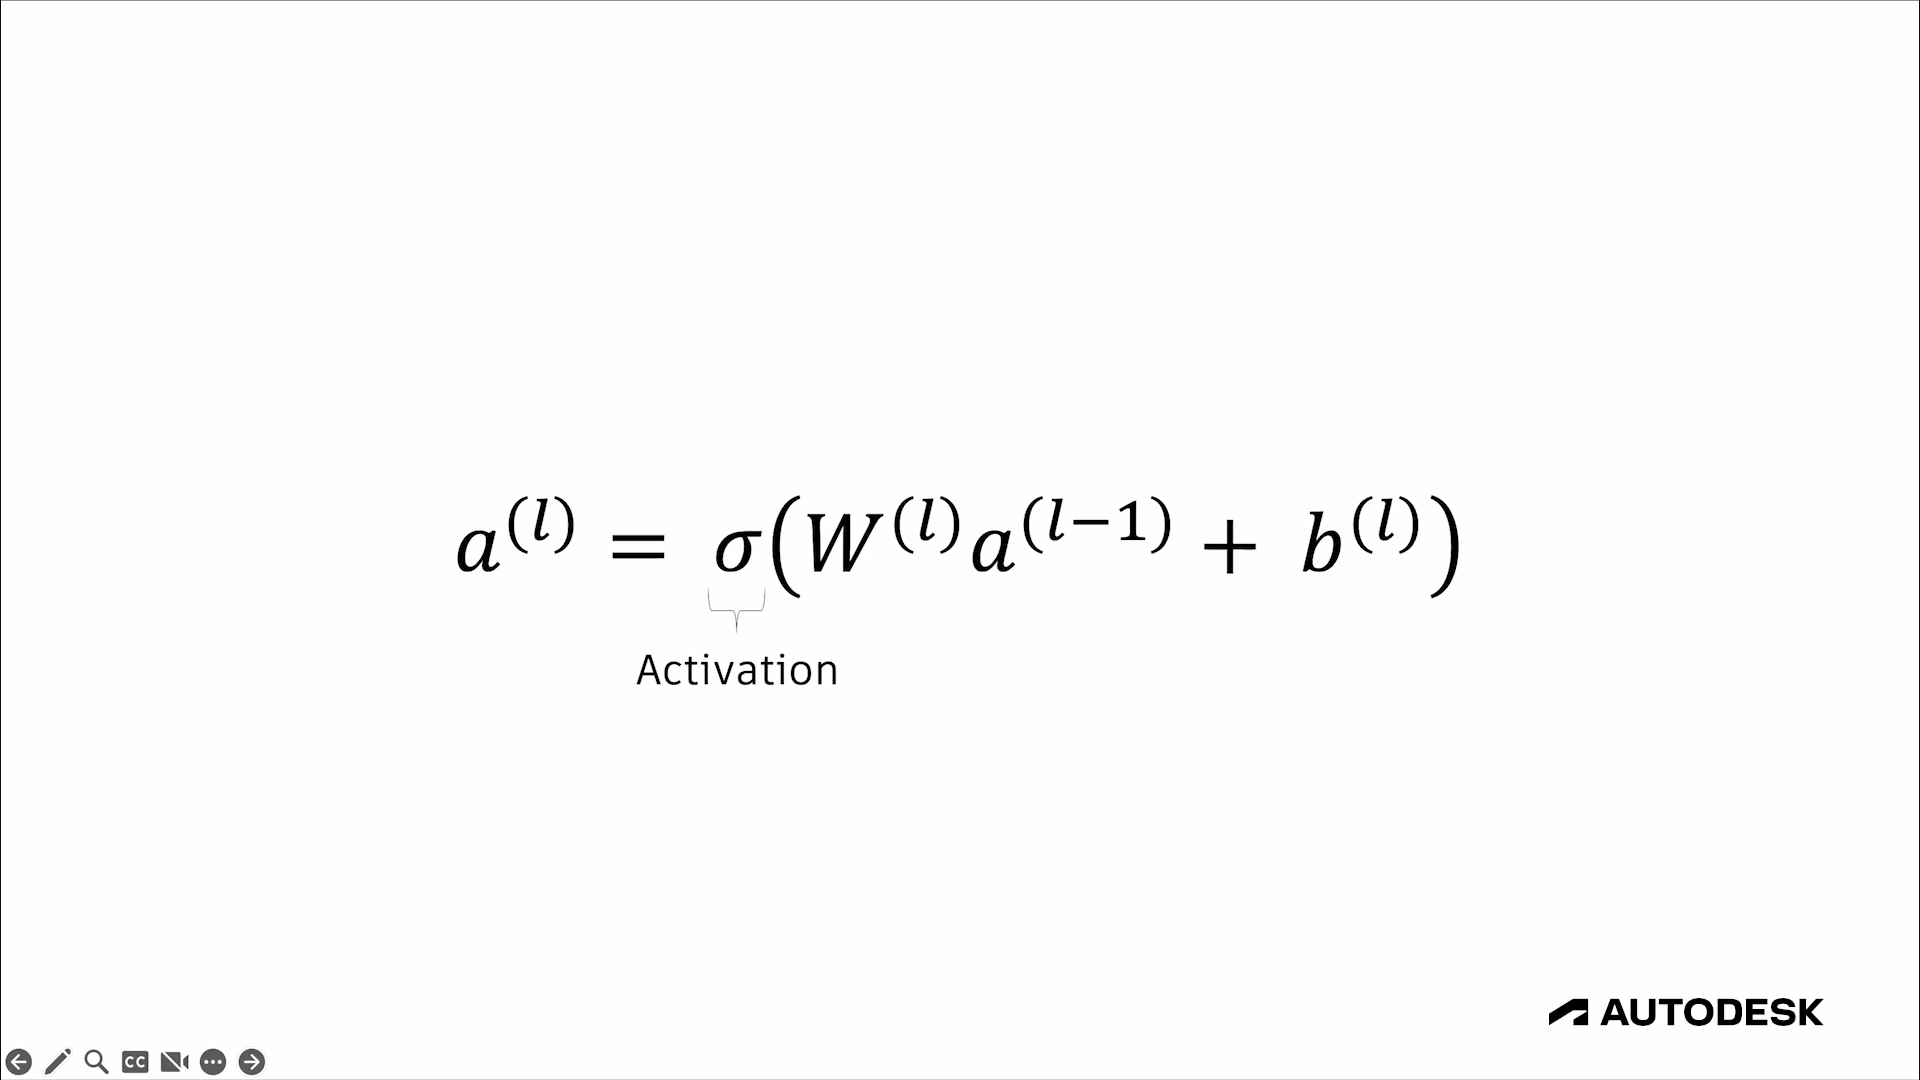 a^(l) = σ(W^(l)a^(l−1) + b^(l))
Activation
AUTODESK
CC